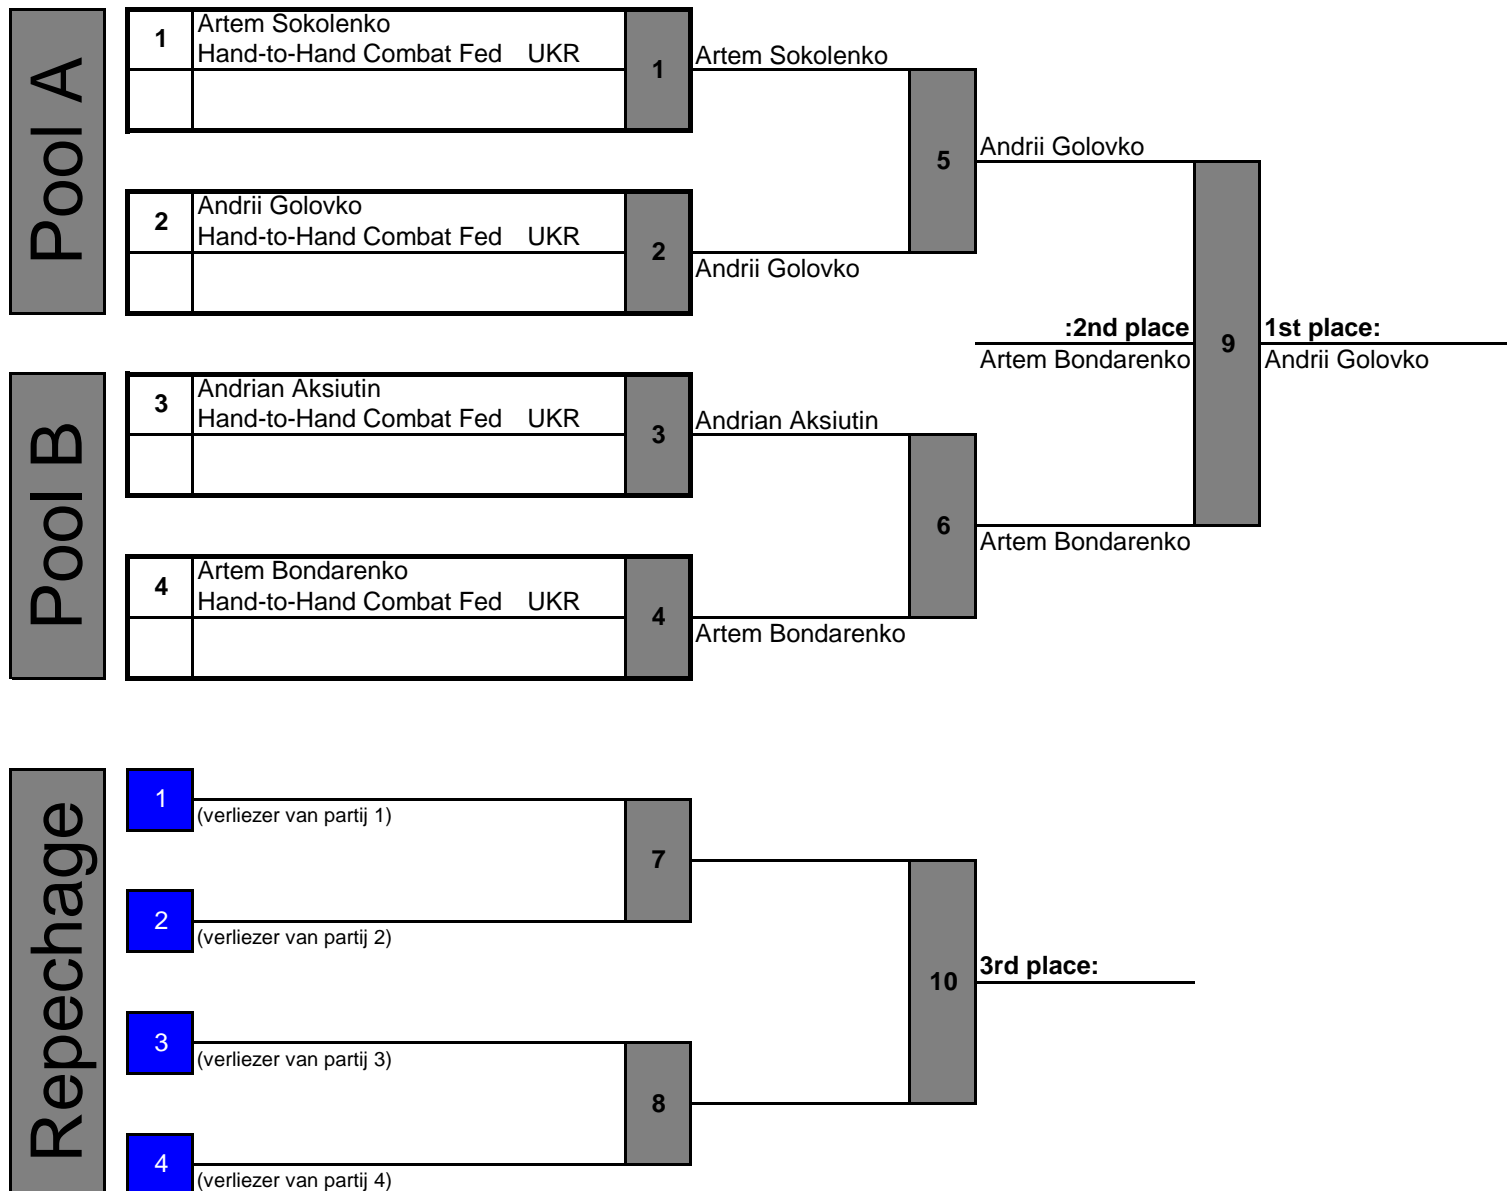 Pool A
1
Artem Sokolenko
Hand-to-Hand Combat Fed UKR
1
Artem Sokolenko
5
Andrii Golovko
2
Andrii Golovko
Hand-to-Hand Combat Fed UKR
2
Andrii Golovko
:2nd place
9
1st place:
Artem Bondarenko
Andrii Golovko
Pool B
3
Andrian Aksiutin
Hand-to-Hand Combat Fed UKR
3
Andrian Aksiutin
6
Artem Bondarenko
4
Artem Bondarenko
Hand-to-Hand Combat Fed UKR
4
Artem Bondarenko
Repechage
1
(verliezer van partij 1)
7
2
(verliezer van partij 2)
10
3rd place:
3
(verliezer van partij 3)
8
4
(verliezer van partij 4)